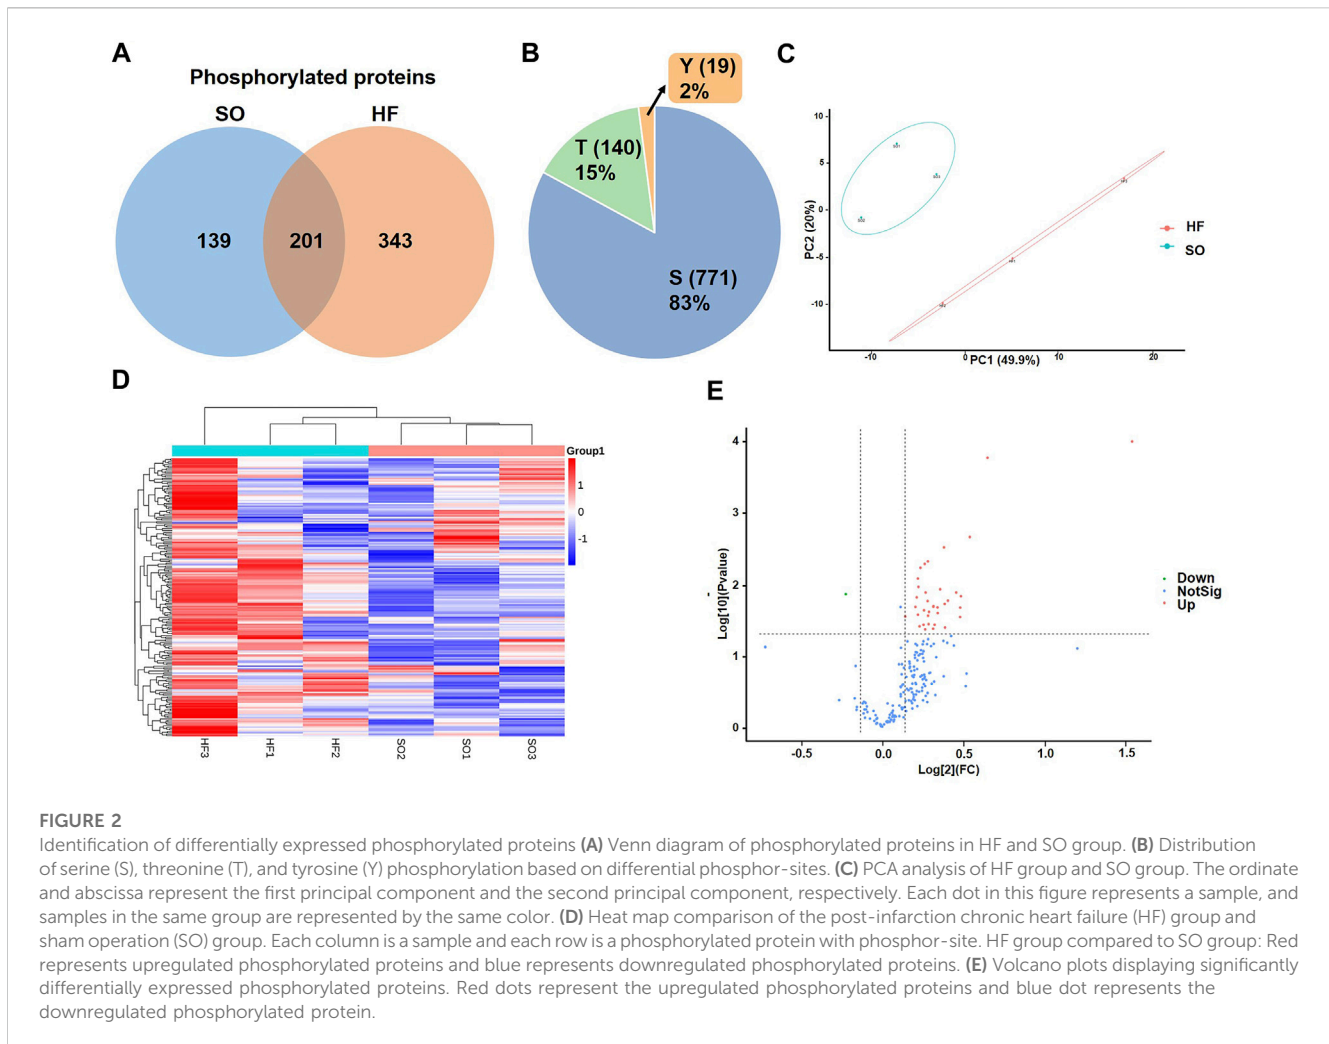 A
Phosphorylated proteins
SO
HF
139
201
343
B
Y (19)
2%
T (140)
15%
S (771)
83%
C
10
5
0
-5
-10
PC2 (20%)
SO1
SO3
SO2
-10
0
10
20
PC1 (49.9%)
HF
SO
D
Group1
1
0
-1
HF3
HF1
HF2
SO2
SO1
SO3
E
4
3
2
1
0
-Log[10](Pvalue)
-0.5
0.0
0.5
1.0
1.5
Log[2](FC)
Down
NotSig
Up
FIGURE 2
Identification of differentially expressed phosphorylated proteins (A) Venn diagram of phosphorylated proteins in HF and SO group. (B) Distribution
of serine (S), threonine (T), and tyrosine (Y) phosphorylation based on differential phosphor-sites. (C) PCA analysis of HF group and SO group. The ordinate
and abscissa represent the first principal component and the second principal component, respectively. Each dot in this figure represents a sample, and
samples in the same group are represented by the same color. (D) Heat map comparison of the post-infarction chronic heart failure (HF) group and
sham operation (SO) group. Each column is a sample and each row is a phosphorylated protein with phosphor-site. HF group compared to SO group: Red
represents upregulated phosphorylated proteins and blue represents downregulated phosphorylated proteins. (E) Volcano plots displaying significantly
differentially expressed phosphorylated proteins. Red dots represent the upregulated phosphorylated proteins and blue dot represents the
downregulated phosphorylated protein.